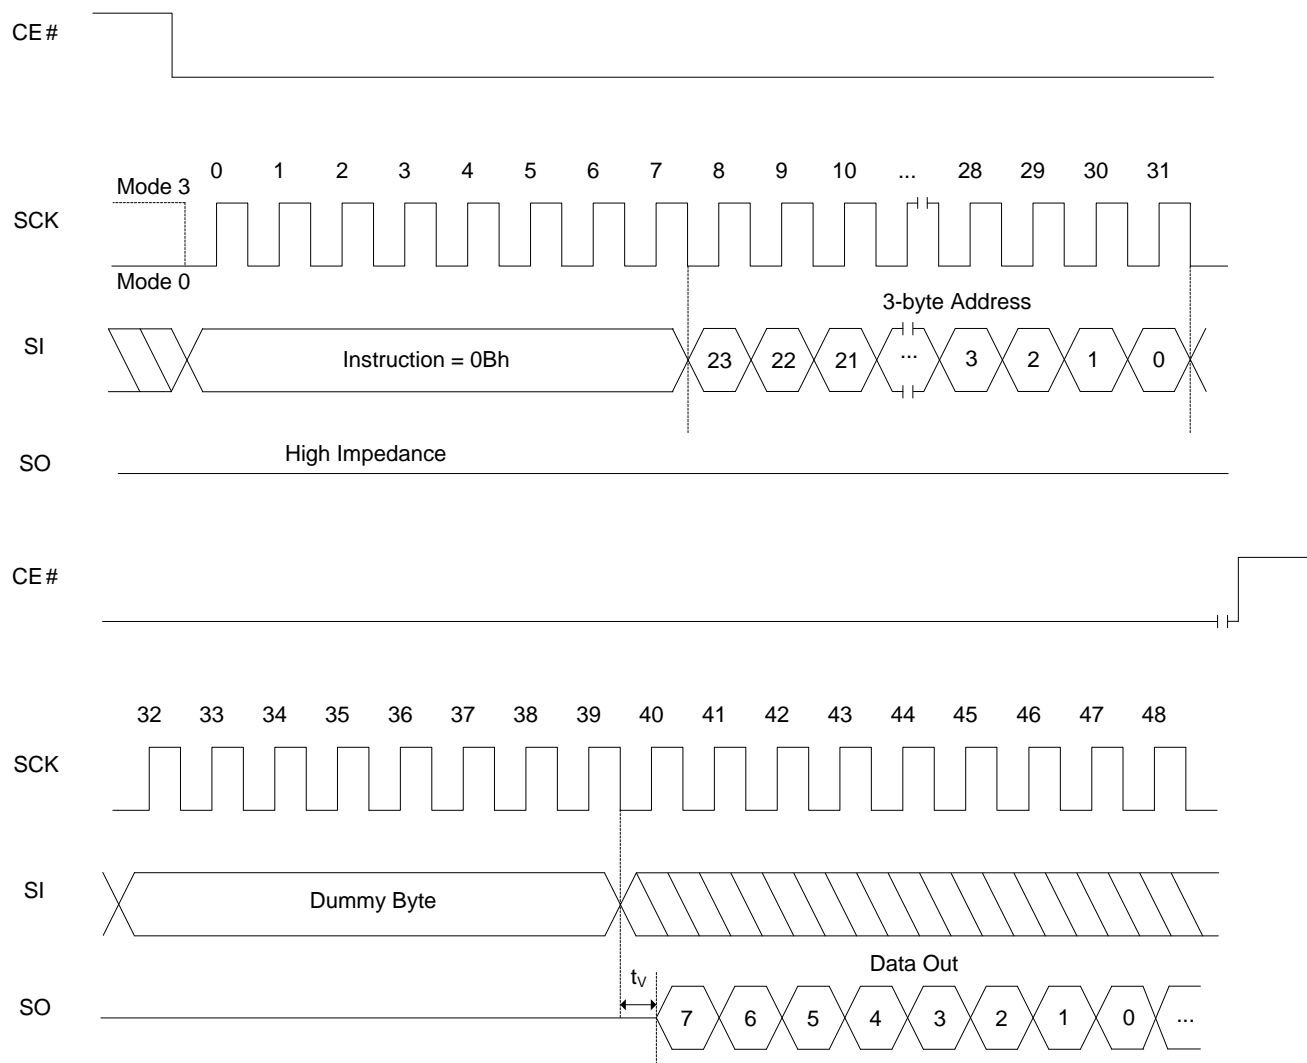 CE#
0 1 2 3 4 5 6 7 8 9 10 ... 28 29 30 31
Mode 3
SCK
Mode 0
3-byte Address
SI
Instruction = 0Bh
23 22 21 ... 3 2 1 0
High Impedance
SO
CE#
32 33 34 35 36 37 38 39 40 41 42 43 44 45 46 47 48
SCK
SI
Dummy Byte
Data Out
tV
SO
7 6 5 4 3 2 1 0 ...